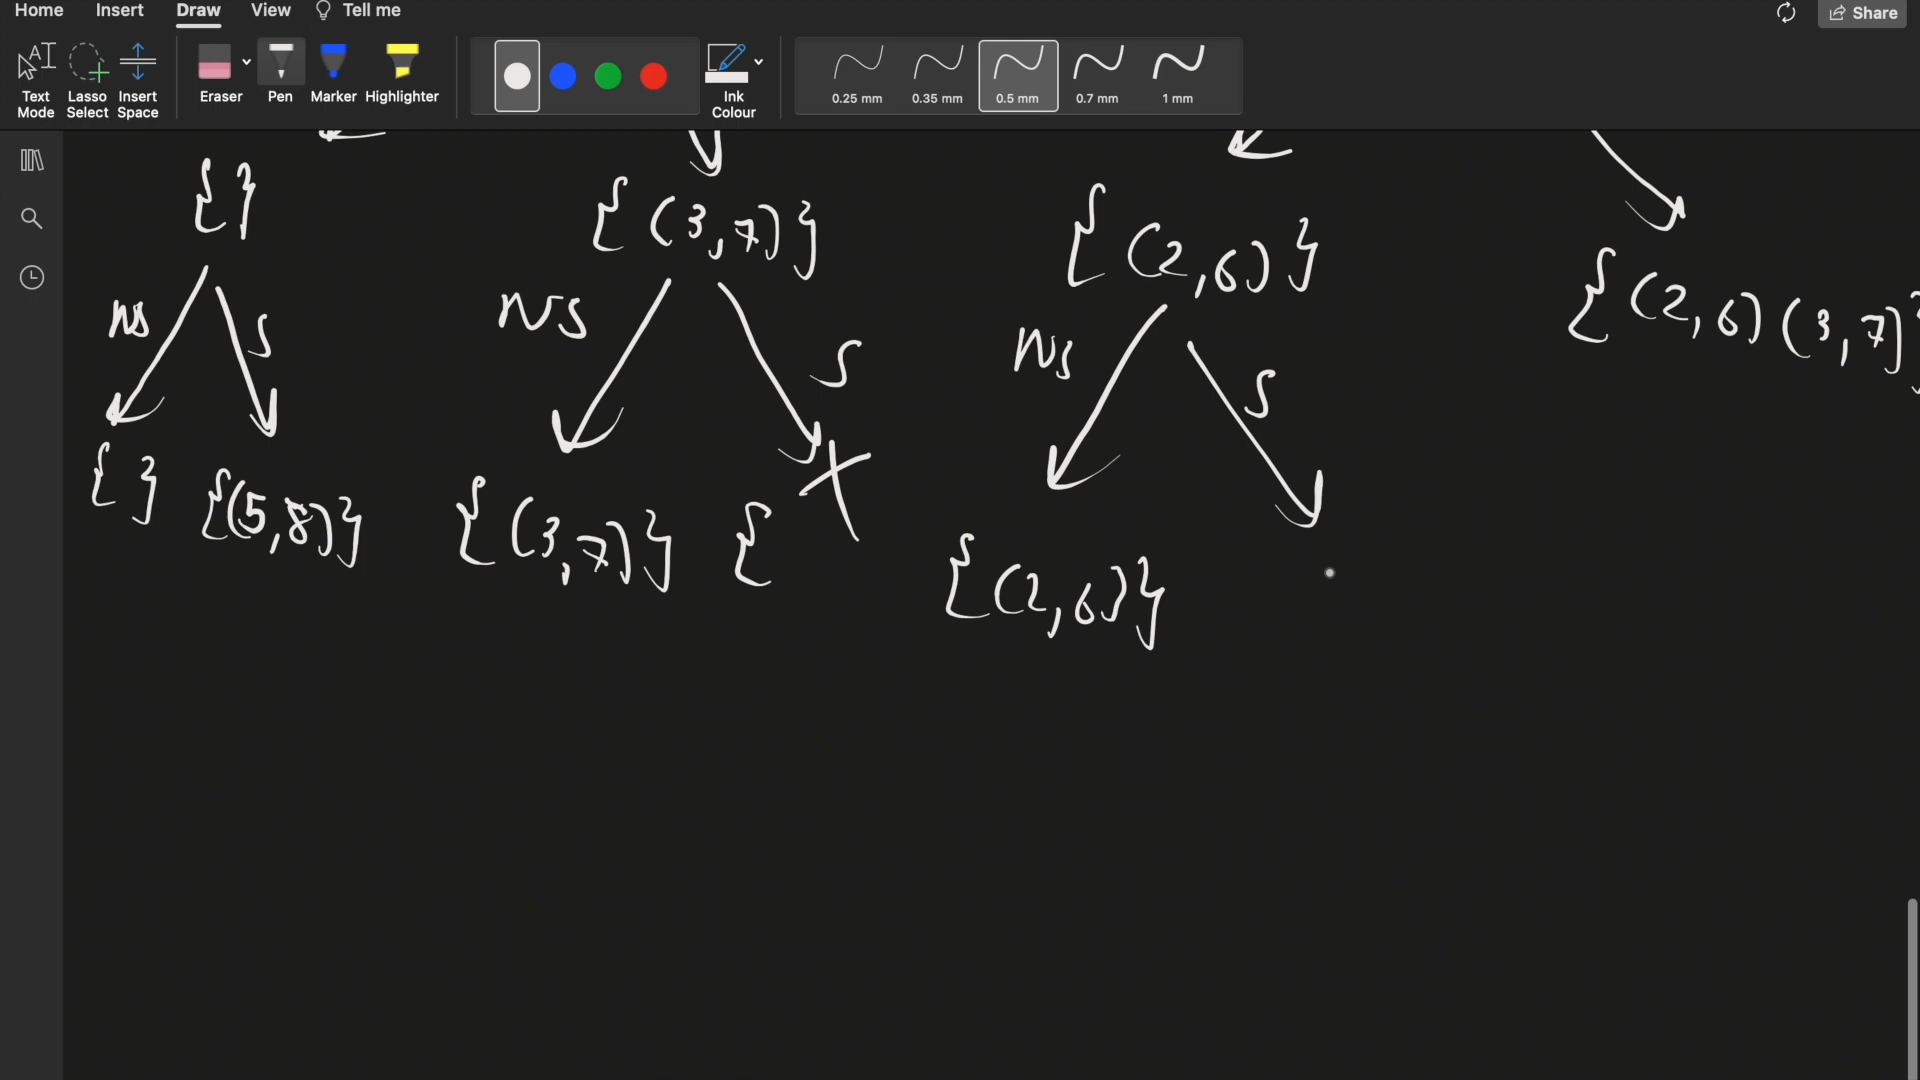 Home Insert Draw View Tell me
Share
Text Mode
Lasso Select
Insert Space
Eraser
Pen
Marker
Highlighter
Ink Colour
0.25 mm
0.35 mm
0.5 mm
0.7 mm
1 mm
{ }
{ (3,7) }
{ (2,6) }
{ (2,6) (3,7) }
ns S
NS S
NS S
{ } {(5,8)} { (3,7) } { { (2,6) }